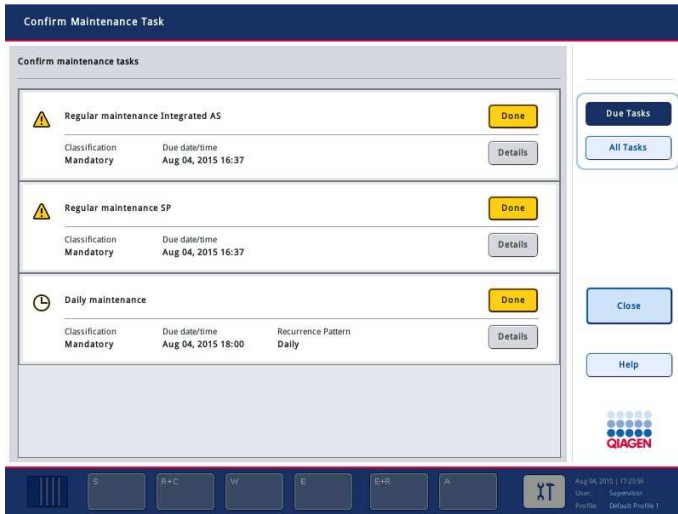 Confirm Maintenance Task
Confirm maintenance tasks
Regular maintenance Integrated AS
Done
Classification
Due date/time
Mandatory
Aug 04, 2015 16:37
Details
Regular maintenance SP
Done
Classification
Due date/time
Mandatory
Aug 04, 2015 16:37
Details
Daily maintenance
Done
Classification
Due date/time
Recurrence Pattern
Mandatory
Aug 04, 2015 18:00
Daily
Details
Due Tasks
All Tasks
Close
Help
QIAGEN
S
R+C
W
E
E+R
A
Aug 04, 2015 | 17:23:56
User: Supervisor
Profile: Default Profile 1